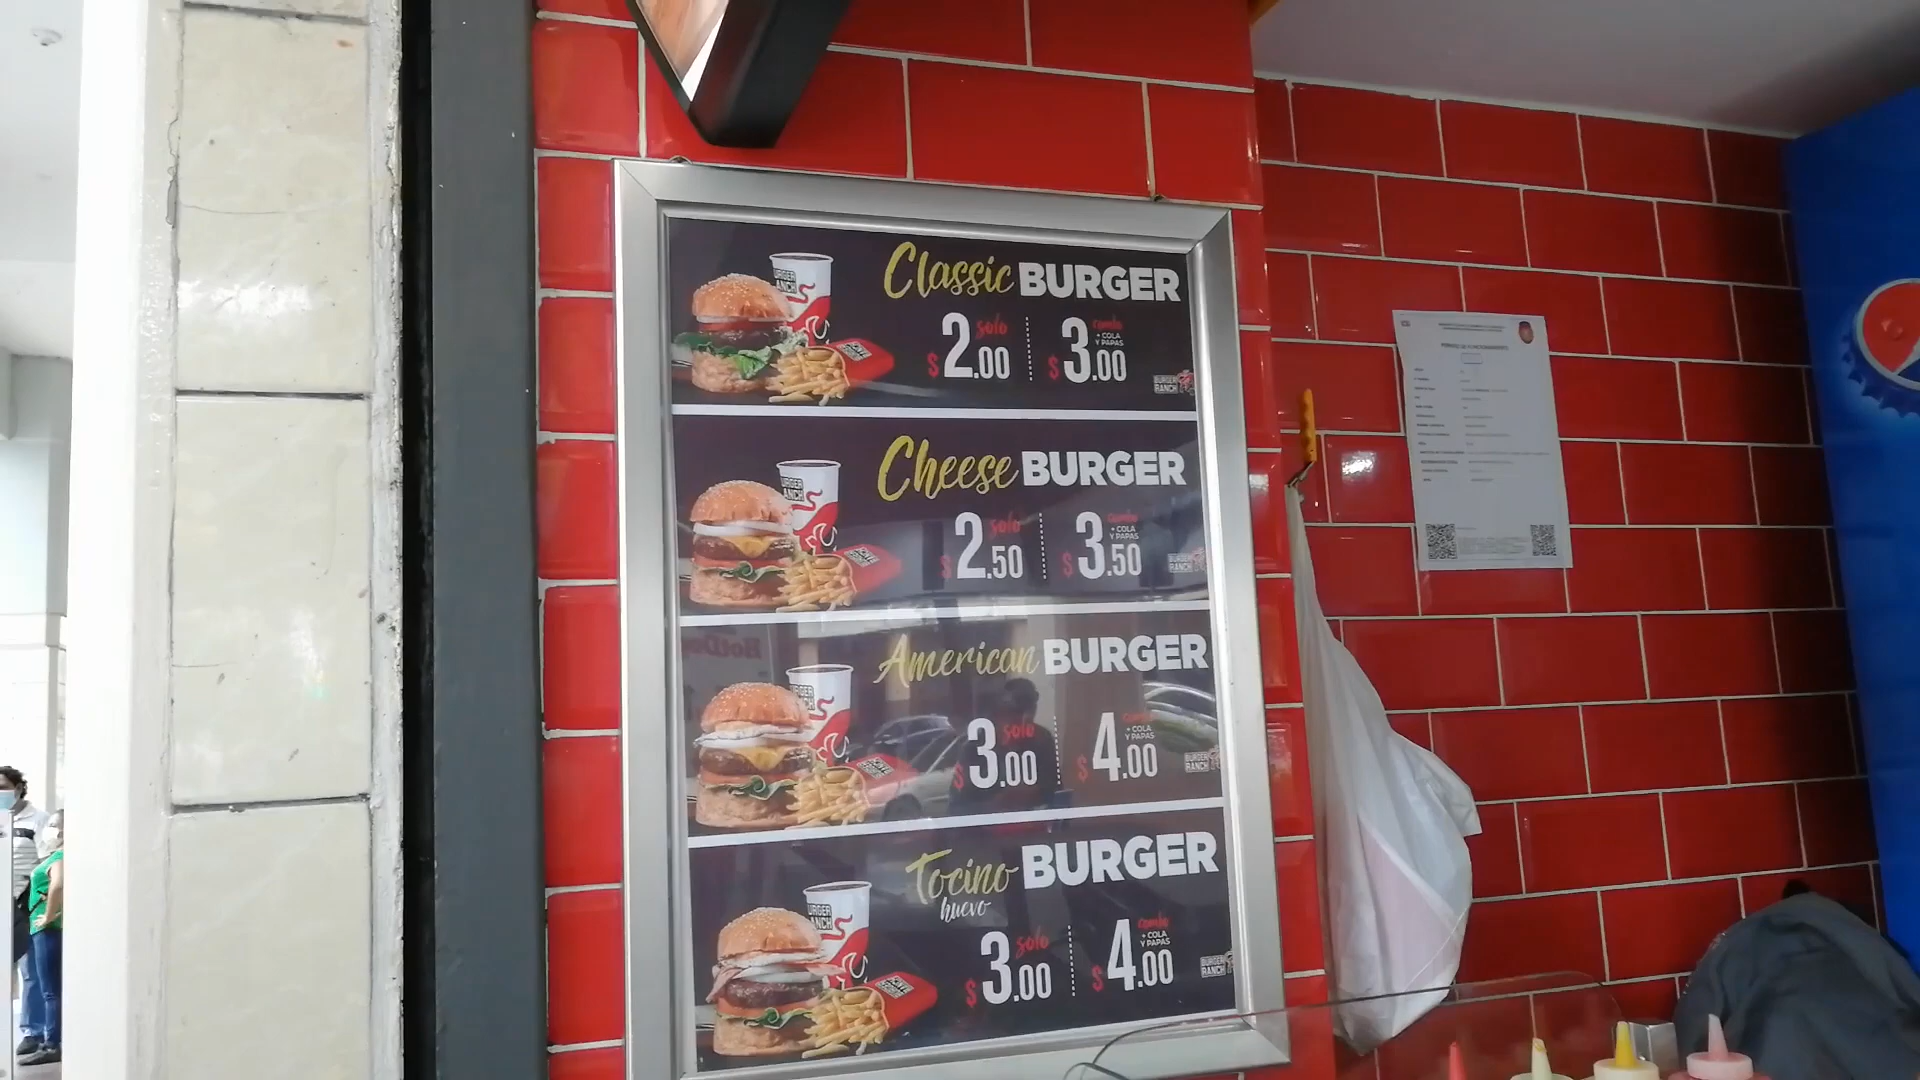 Classic BURGER
solo
$2.00
combo
+ COLA
Y PAPAS
$3.00
BURGER
RANCH
Cheese BURGER
solo
$2.50
combo
+ COLA
Y PAPAS
$3.50
BURGER
RANCH
American BURGER
solo
$3.00
combo
+ COLA
Y PAPAS
$4.00
BURGER
RANCH
Tocino BURGER
huevo
solo
$3.00
combo
+ COLA
Y PAPAS
$4.00
BURGER
RANCH